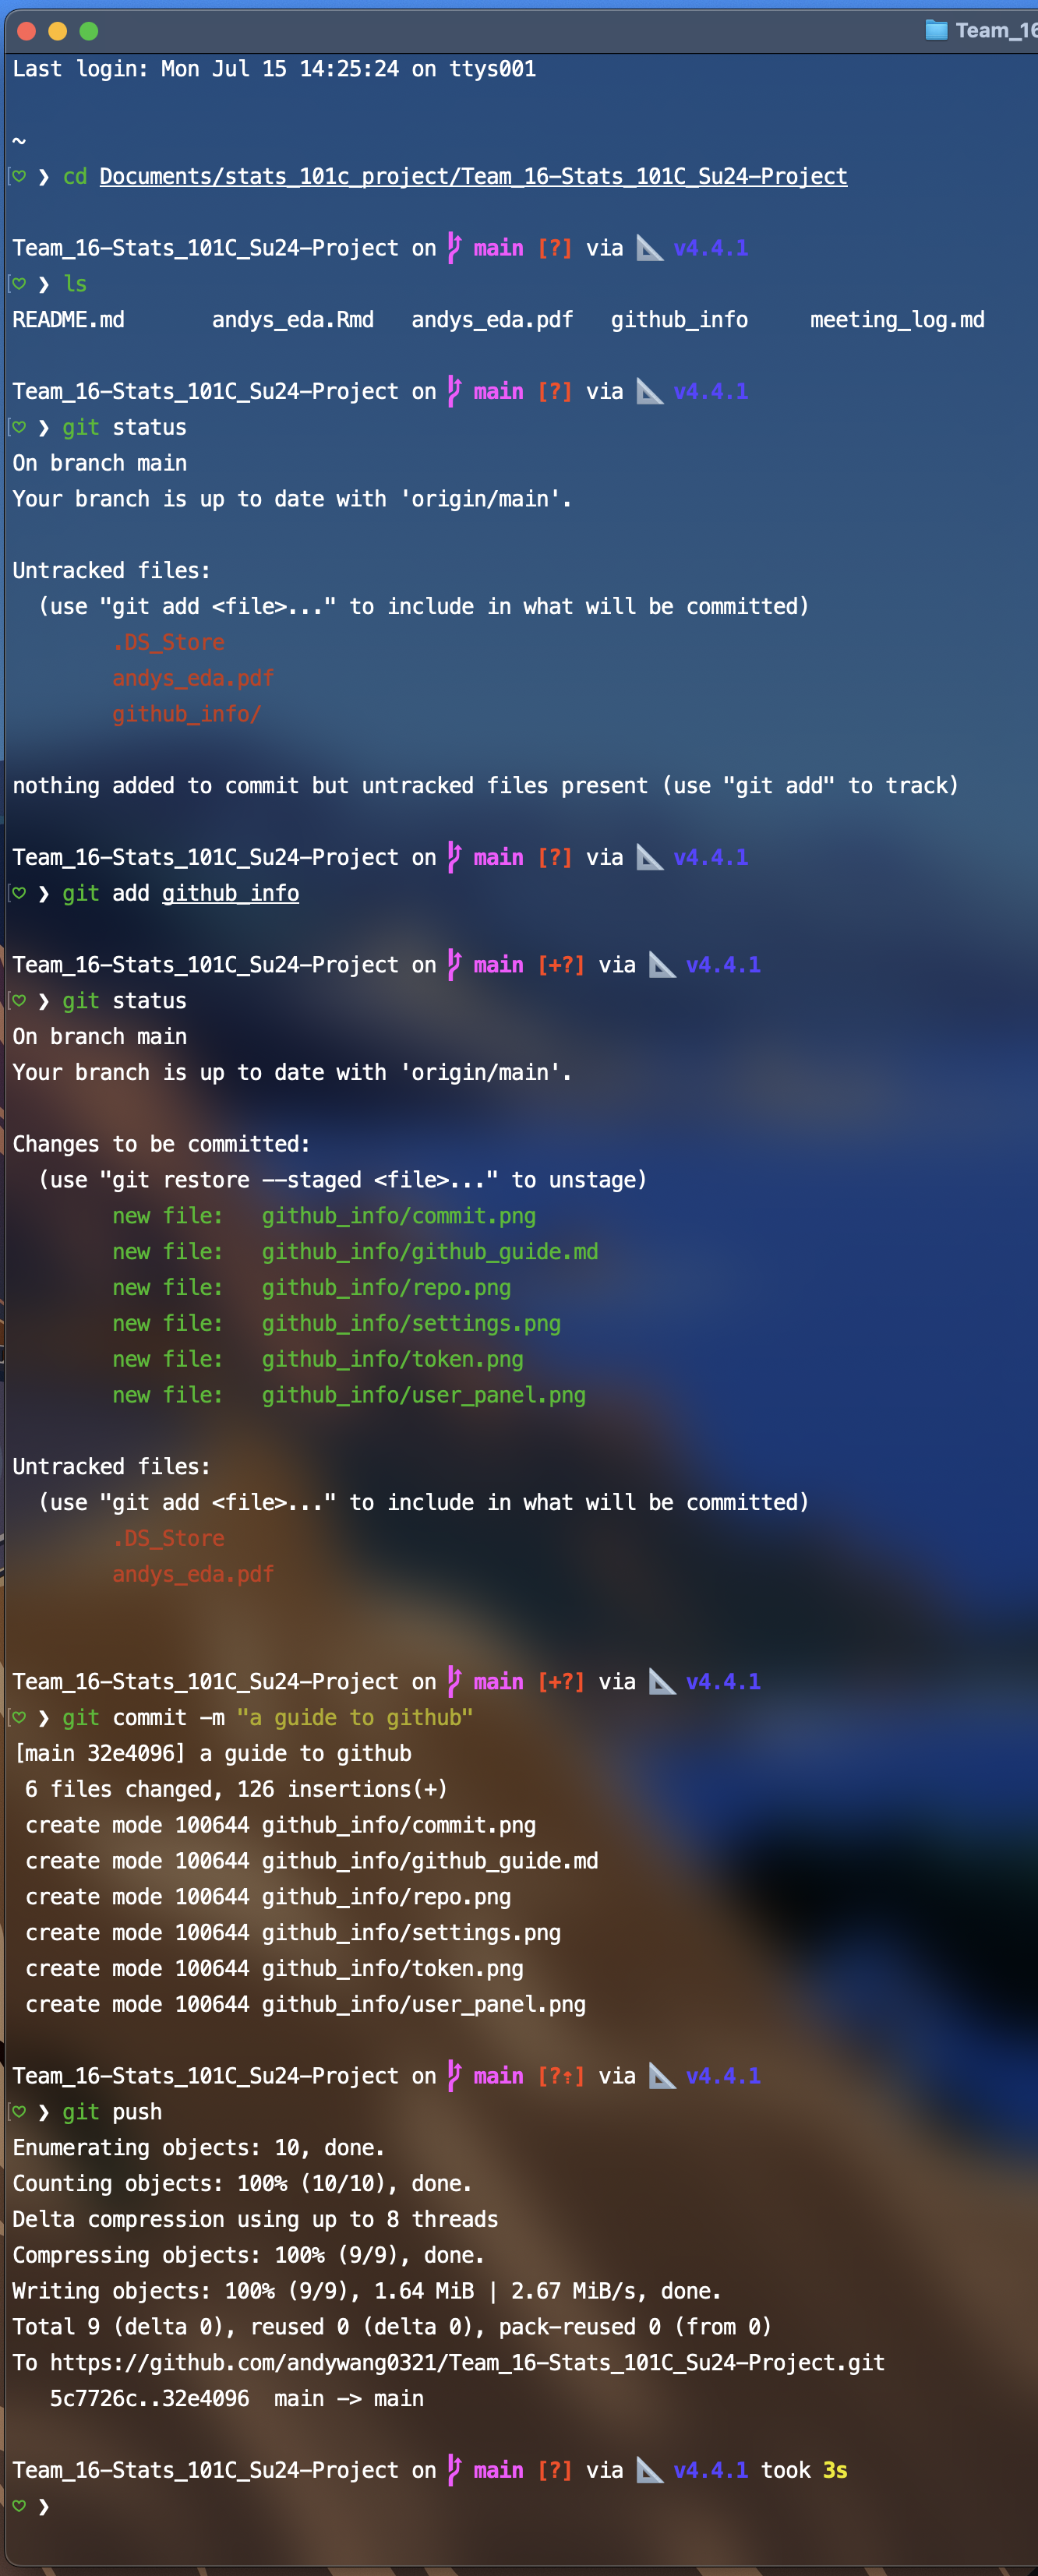 Team_16
Last login: Mon Jul 15 14:25:24 on ttys001
~
[♡ ❯ cd Documents/stats_101c_project/Team_16-Stats_101C_Su24-Project
Team_16-Stats_101C_Su24-Project on main [?] via 📐 v4.4.1
[♡ ❯ ls
README.md andys_eda.Rmd andys_eda.pdf github_info meeting_log.md
Team_16-Stats_101C_Su24-Project on main [?] via 📐 v4.4.1
[♡ ❯ git status
On branch main
Your branch is up to date with 'origin/main'.
Untracked files:
(use "git add <file>..." to include in what will be committed)
.DS_Store
andys_eda.pdf
github_info/
nothing added to commit but untracked files present (use "git add" to track)
Team_16-Stats_101C_Su24-Project on main [?] via 📐 v4.4.1
[♡ ❯ git add github_info
Team_16-Stats_101C_Su24-Project on main [+?] via 📐 v4.4.1
[♡ ❯ git status
On branch main
Your branch is up to date with 'origin/main'.
Changes to be committed:
(use "git restore --staged <file>..." to unstage)
new file: github_info/commit.png
new file: github_info/github_guide.md
new file: github_info/repo.png
new file: github_info/settings.png
new file: github_info/token.png
new file: github_info/user_panel.png
Untracked files:
(use "git add <file>..." to include in what will be committed)
.DS_Store
andys_eda.pdf
Team_16-Stats_101C_Su24-Project on main [+?] via 📐 v4.4.1
[♡ ❯ git commit -m "a guide to github"
[main 32e4096] a guide to github
6 files changed, 126 insertions(+)
create mode 100644 github_info/commit.png
create mode 100644 github_info/github_guide.md
create mode 100644 github_info/repo.png
create mode 100644 github_info/settings.png
create mode 100644 github_info/token.png
create mode 100644 github_info/user_panel.png
Team_16-Stats_101C_Su24-Project on main [?⇡] via 📐 v4.4.1
[♡ ❯ git push
Enumerating objects: 10, done.
Counting objects: 100% (10/10), done.
Delta compression using up to 8 threads
Compressing objects: 100% (9/9), done.
Writing objects: 100% (9/9), 1.64 MiB | 2.67 MiB/s, done.
Total 9 (delta 0), reused 0 (delta 0), pack-reused 0 (from 0)
To https://github.com/andywang0321/Team_16-Stats_101C_Su24-Project.git
5c7726c..32e4096 main -> main
Team_16-Stats_101C_Su24-Project on main [?] via 📐 v4.4.1 took 3s
♡ ❯